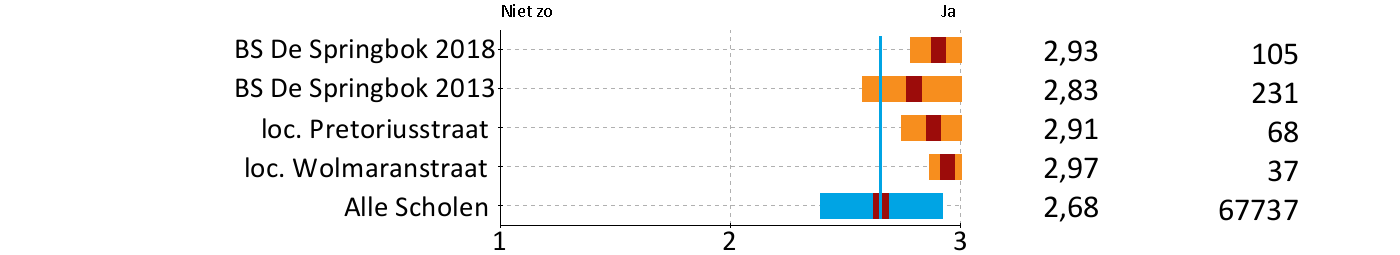 Niet zo Ja
BS De Springbok 2018 2,93 105
BS De Springbok 2013 2,83 231
loc. Pretoriusstraat 2,91 68
loc. Wolmaranstraat 2,97 37
Alle Scholen 2,68 67737
1 2 3